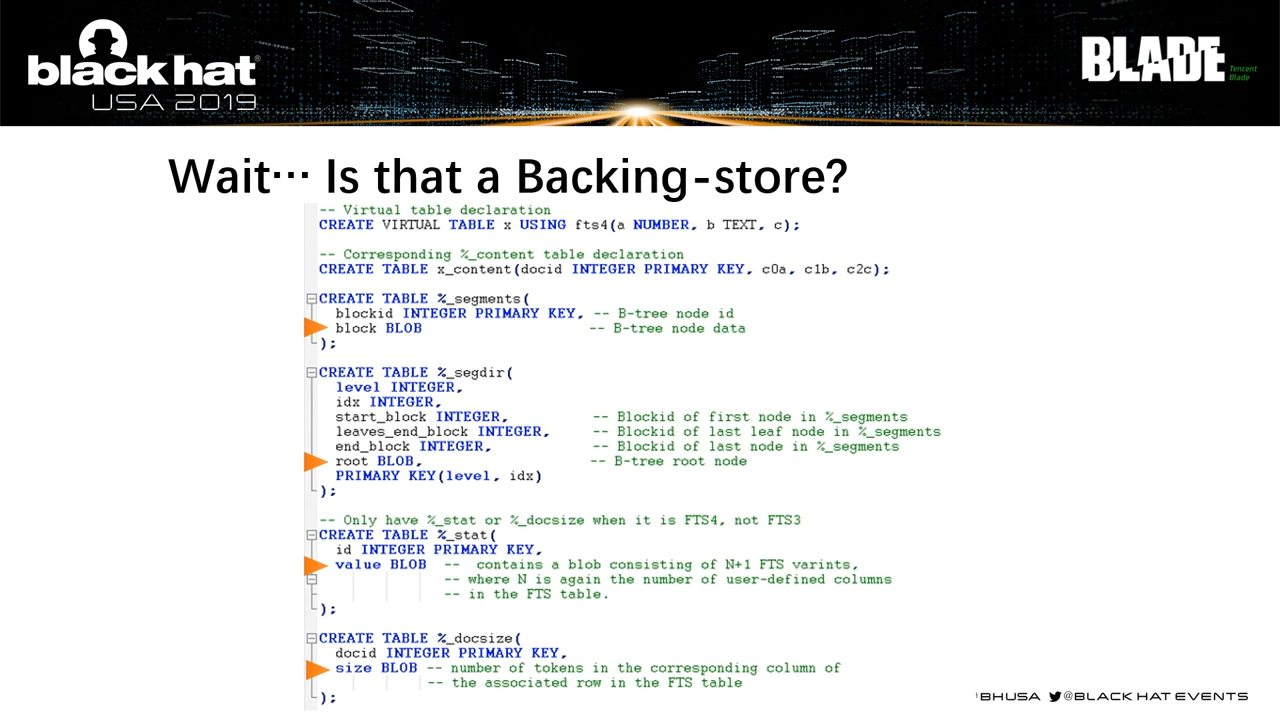 black hat®
USA 2019
BLADE
Tencent
Blade
Wait··· Is that a Backing-store?
-- Virtual table declaration
CREATE VIRTUAL TABLE x USING fts4(a NUMBER, b TEXT, c);
-- Corresponding %_content table declaration
CREATE TABLE x_content(docid INTEGER PRIMARY KEY, c0a, c1b, c2c);
CREATE TABLE %_segments(
blockid INTEGER PRIMARY KEY, -- B-tree node id
block BLOB -- B-tree node data
);
CREATE TABLE %_segdir(
level INTEGER,
idx INTEGER,
start_block INTEGER, -- Blockid of first node in %_segments
leaves_end_block INTEGER, -- Blockid of last leaf node in %_segments
end_block INTEGER, -- Blockid of last node in %_segments
root BLOB, -- B-tree root node
PRIMARY KEY(level, idx)
);
-- Only have %_stat or %_docsize when it is FTS4, not FTS3
CREATE TABLE %_stat(
id INTEGER PRIMARY KEY,
value BLOB -- contains a blob consisting of N+1 FTS varints,
-- where N is again the number of user-defined columns
-- in the FTS table.
);
CREATE TABLE %_docsize(
docid INTEGER PRIMARY KEY,
size BLOB -- number of tokens in the corresponding column of
-- the associated row in the FTS table
);
BHUSA @BLACK HAT EVENTS